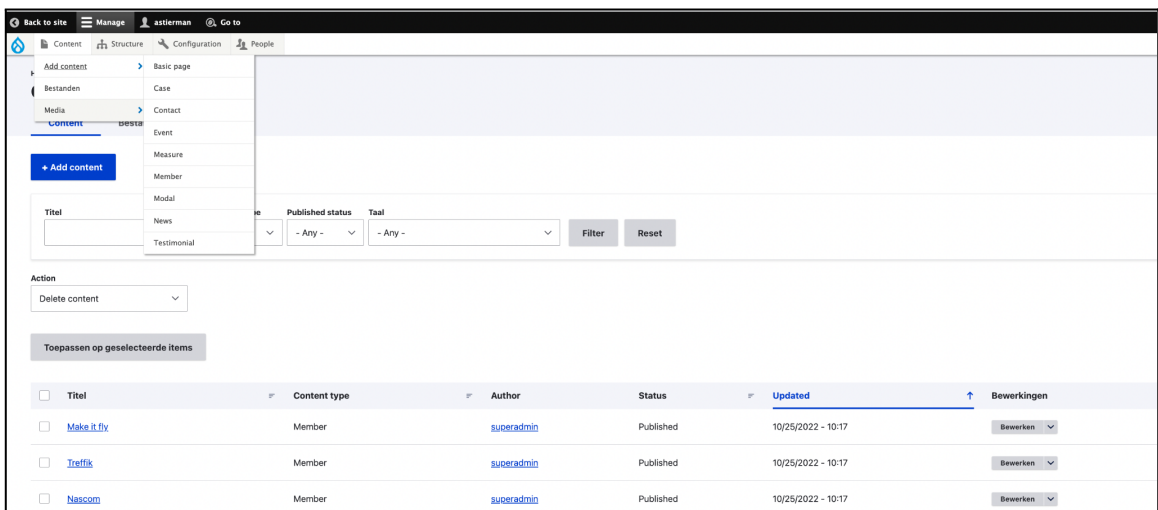 Back to site Manage astierman Go to
Content Structure Configuration People
Add content Basic page
Bestanden Case
Media Contact
Content Besta
Event
Measure
+ Add content
Member
Modal
Titel pe Published status Taal
News
- Any - - Any - Filter Reset
Testimonial
Action
Delete content
Toepassen op geselecteerde items
Titel Content type Author Status Updated Bewerkingen
Make it fly Member superadmin Published 10/25/2022 - 10:17 Bewerken
Treffik Member superadmin Published 10/25/2022 - 10:17 Bewerken
Nascom Member superadmin Published 10/25/2022 - 10:17 Bewerken